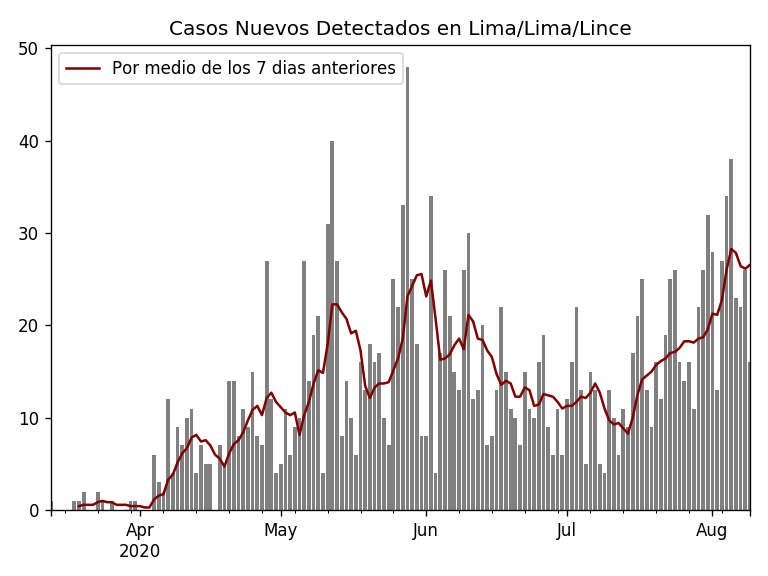 Casos Nuevos Detectados en Lima/Lima/Lince
Por medio de los 7 dias anteriores
50
40
30
20
10
0
Apr
2020
May
Jun
Jul
Aug